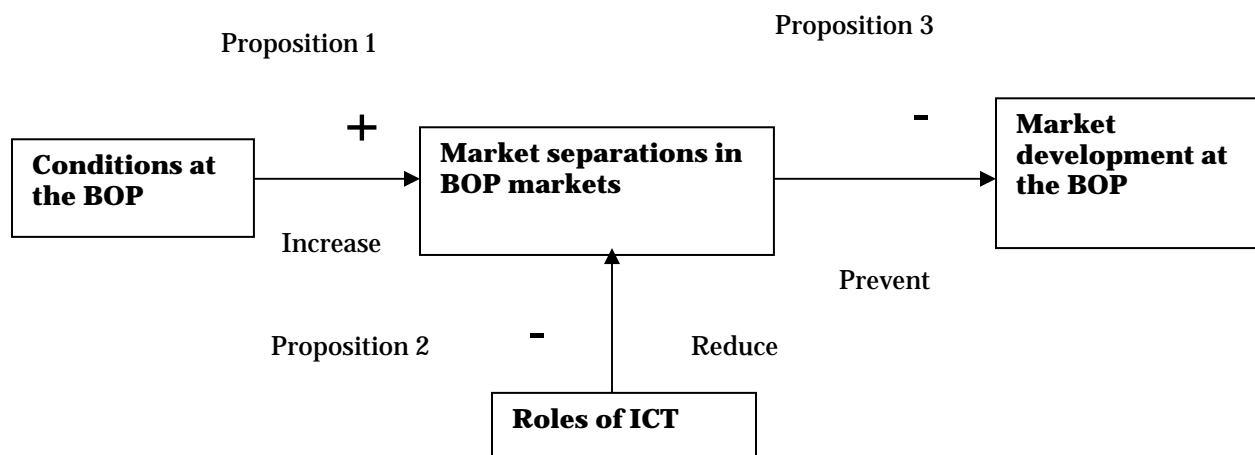 Proposition 1
Proposition 3
+
-
Conditions at
the BOP
Market separations in
BOP markets
Market
development at
the BOP
Increase
Prevent
Proposition 2
-
Reduce
Roles of ICT